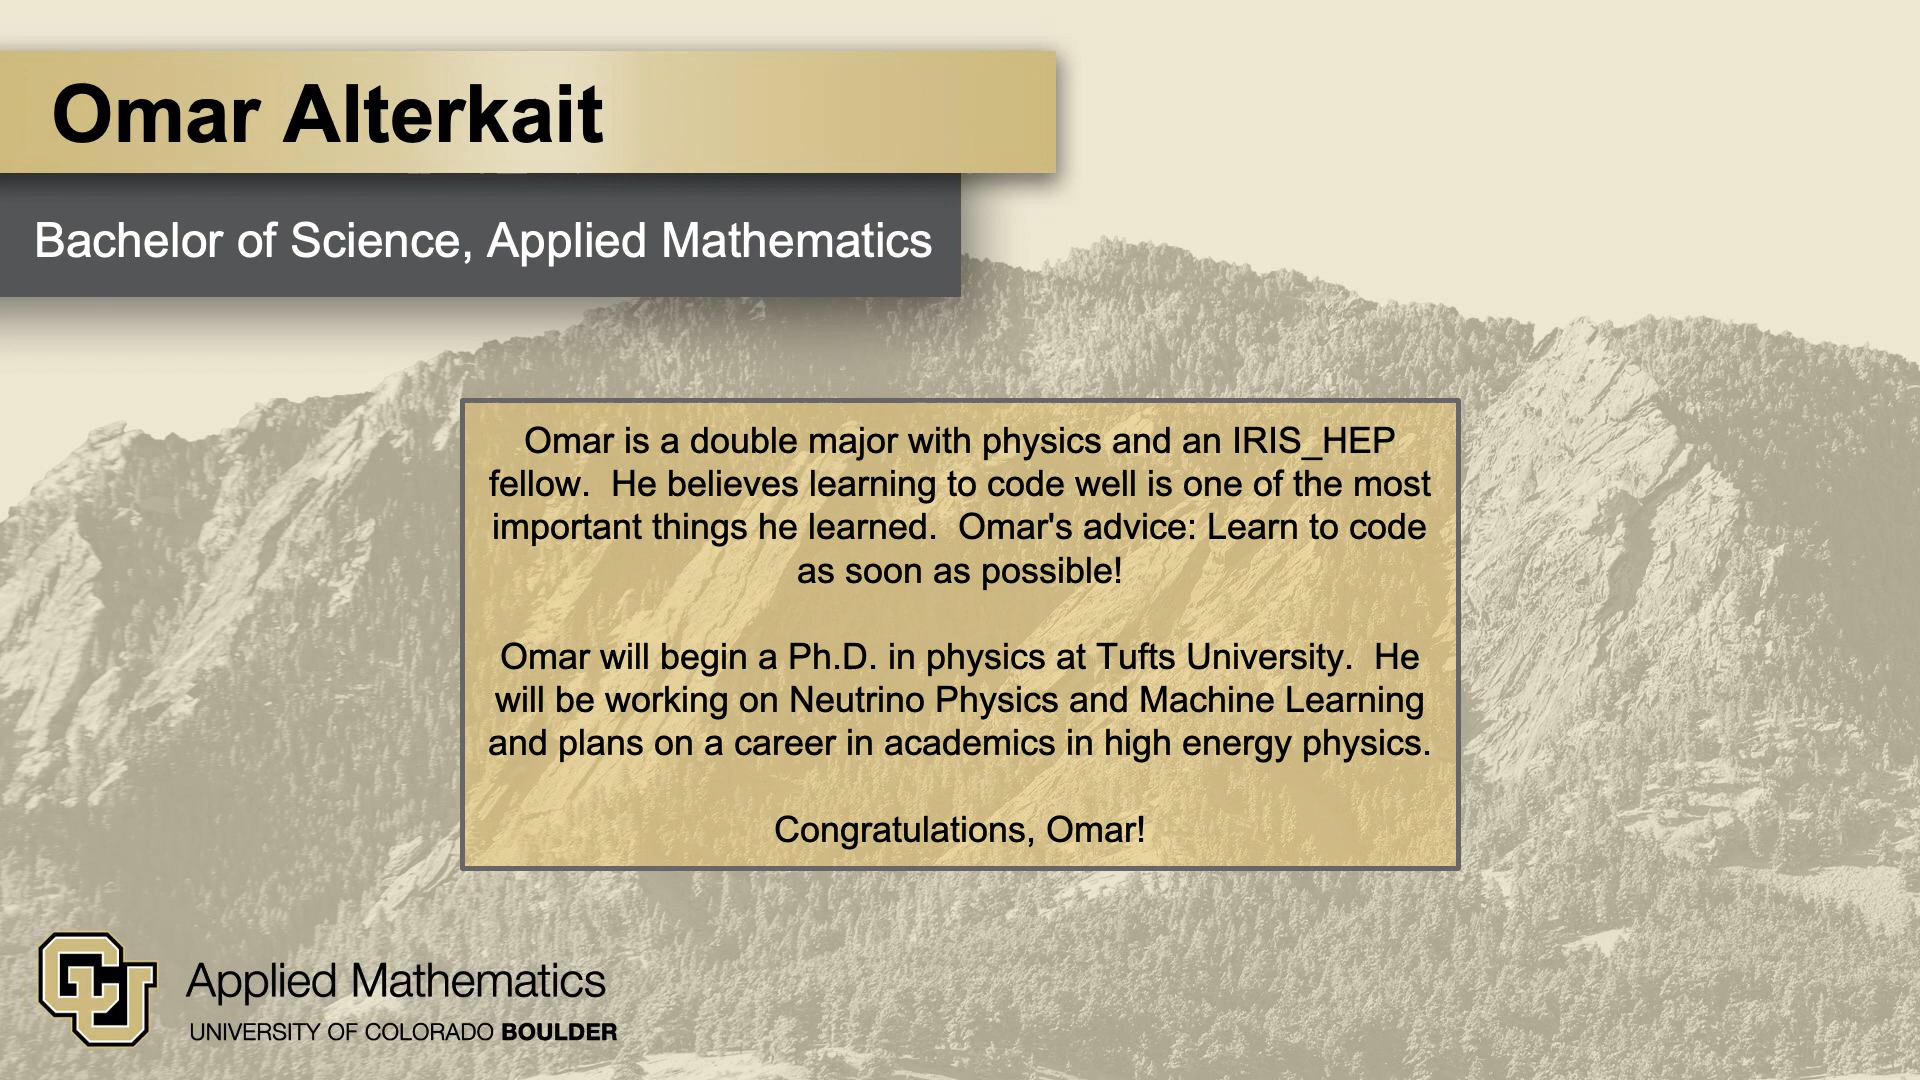 Omar Alterkait
Bachelor of Science, Applied Mathematics
Omar is a double major with physics and an IRIS_HEP
fellow.  He believes learning to code well is one of the most
important things he learned.  Omar's advice: Learn to code
as soon as possible!
Omar will begin a Ph.D. in physics at Tufts University.  He
will be working on Neutrino Physics and Machine Learning
and plans on a career in academics in high energy physics.
Congratulations, Omar!
CU
Applied Mathematics
UNIVERSITY OF COLORADO BOULDER